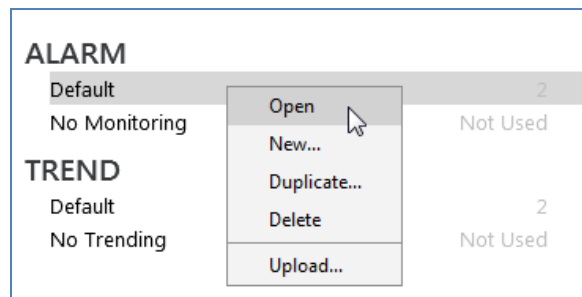 ALARM
Default 2
Open
No Monitoring Not Used
New...
TREND
Duplicate...
Default 2
Delete
No Trending Not Used
Upload...